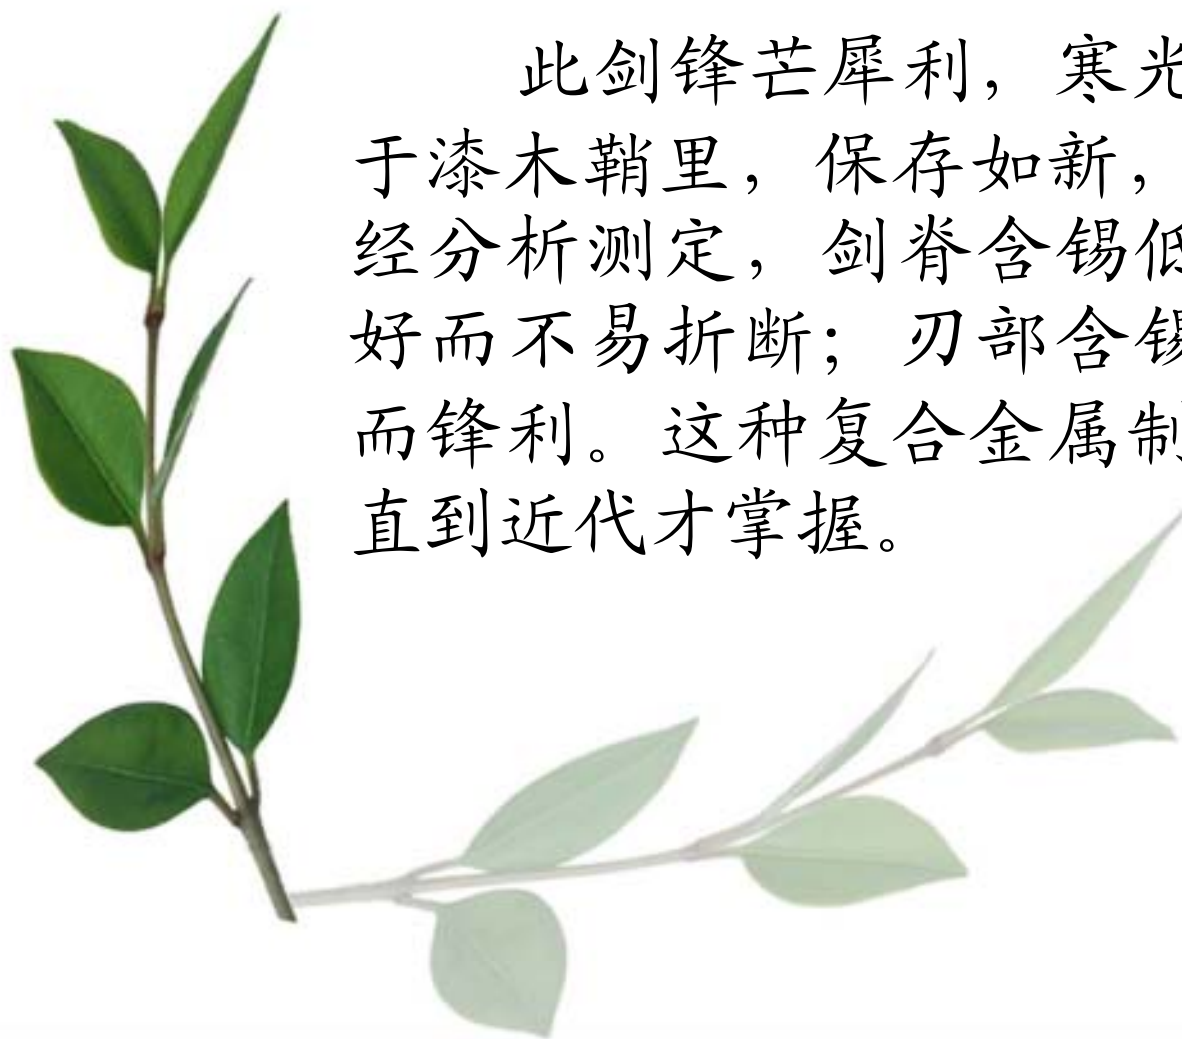 此剑锋芒犀利，寒光
于漆木鞘里，保存如新，
经分析测定，剑脊含锡低
好而不易折断；刃部含锡
而锋利。这种复合金属制
直到近代才掌握。